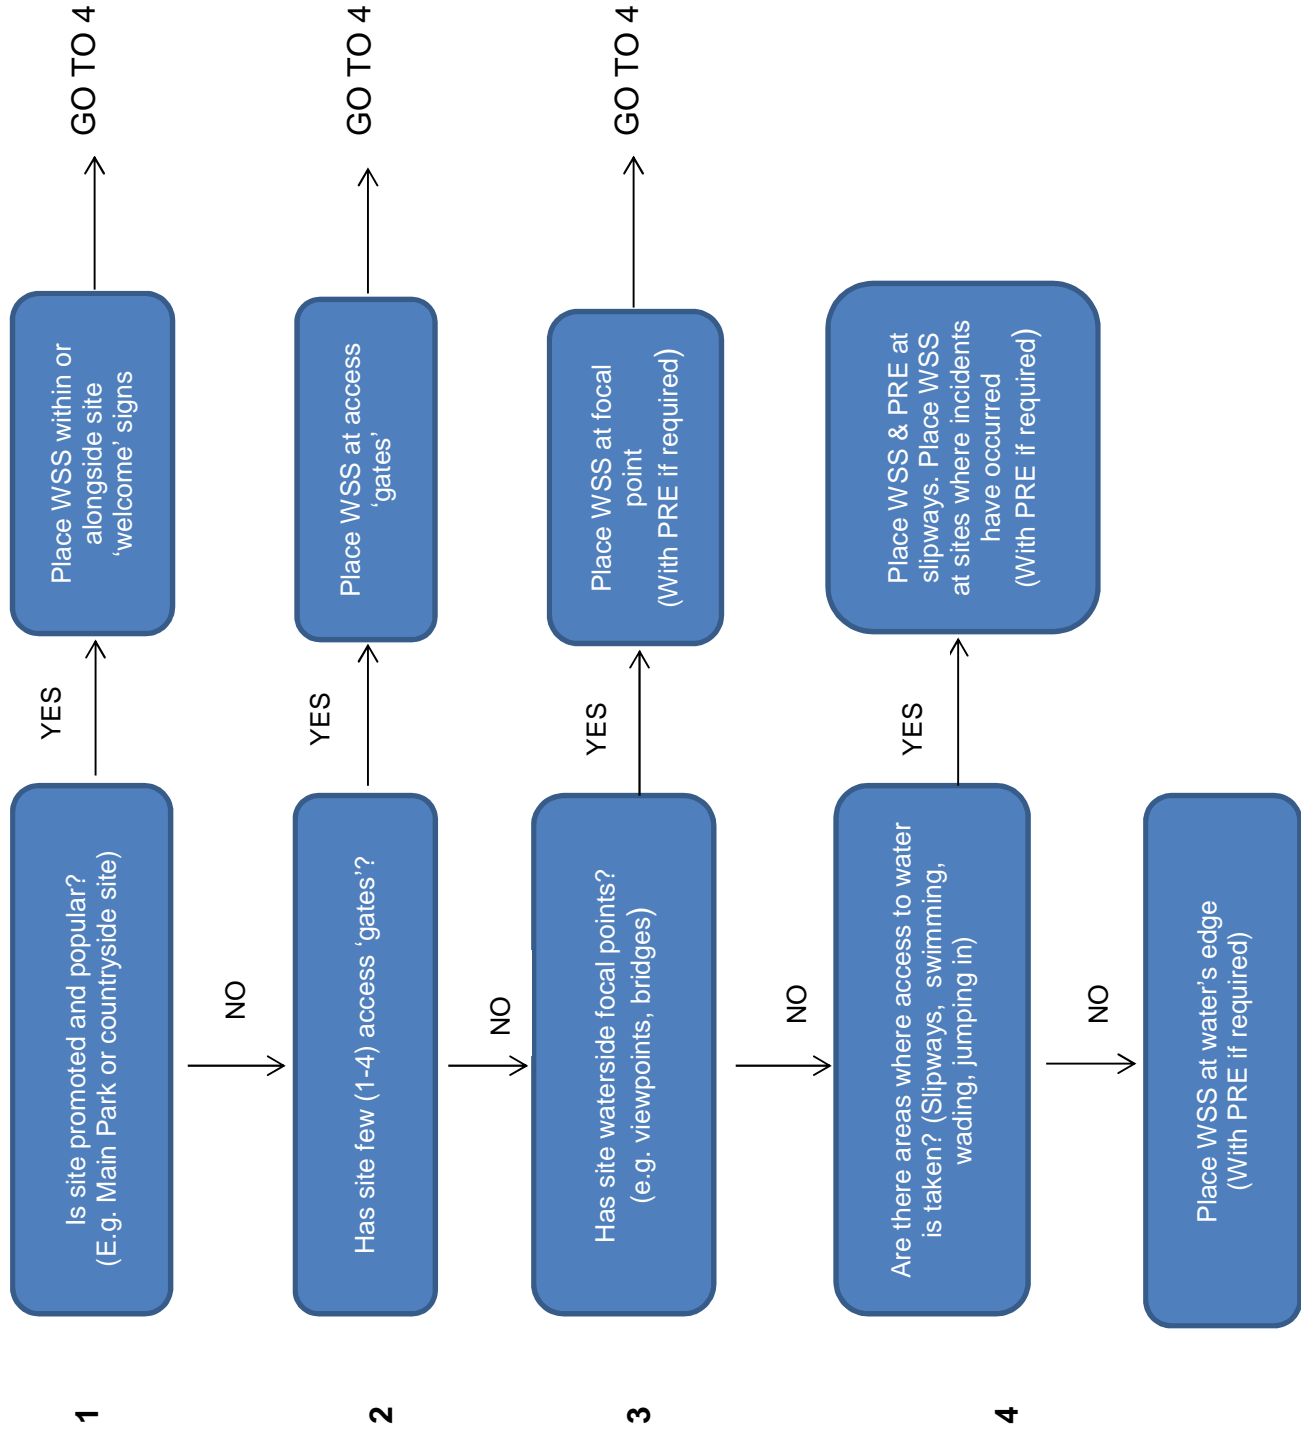 1
Is site promoted and popular?
(E.g. Main Park or countryside site)
YES
Place WSS within or
alongside site
‘welcome’ signs
GO TO 4
NO
2
Has site few (1-4) access ‘gates’?
YES
Place WSS at access
‘gates’
GO TO 4
NO
3
Has site waterside focal points?
(e.g. viewpoints, bridges)
YES
Place WSS at focal
point
(With PRE if required)
GO TO 4
NO
4
Are there areas where access to water
is taken? (Slipways, swimming,
wading, jumping in)
YES
Place WSS & PRE at
slipways. Place WSS
at sites where incidents
have occurred
(With PRE if required)
NO
Place WSS at water’s edge
(With PRE if required)